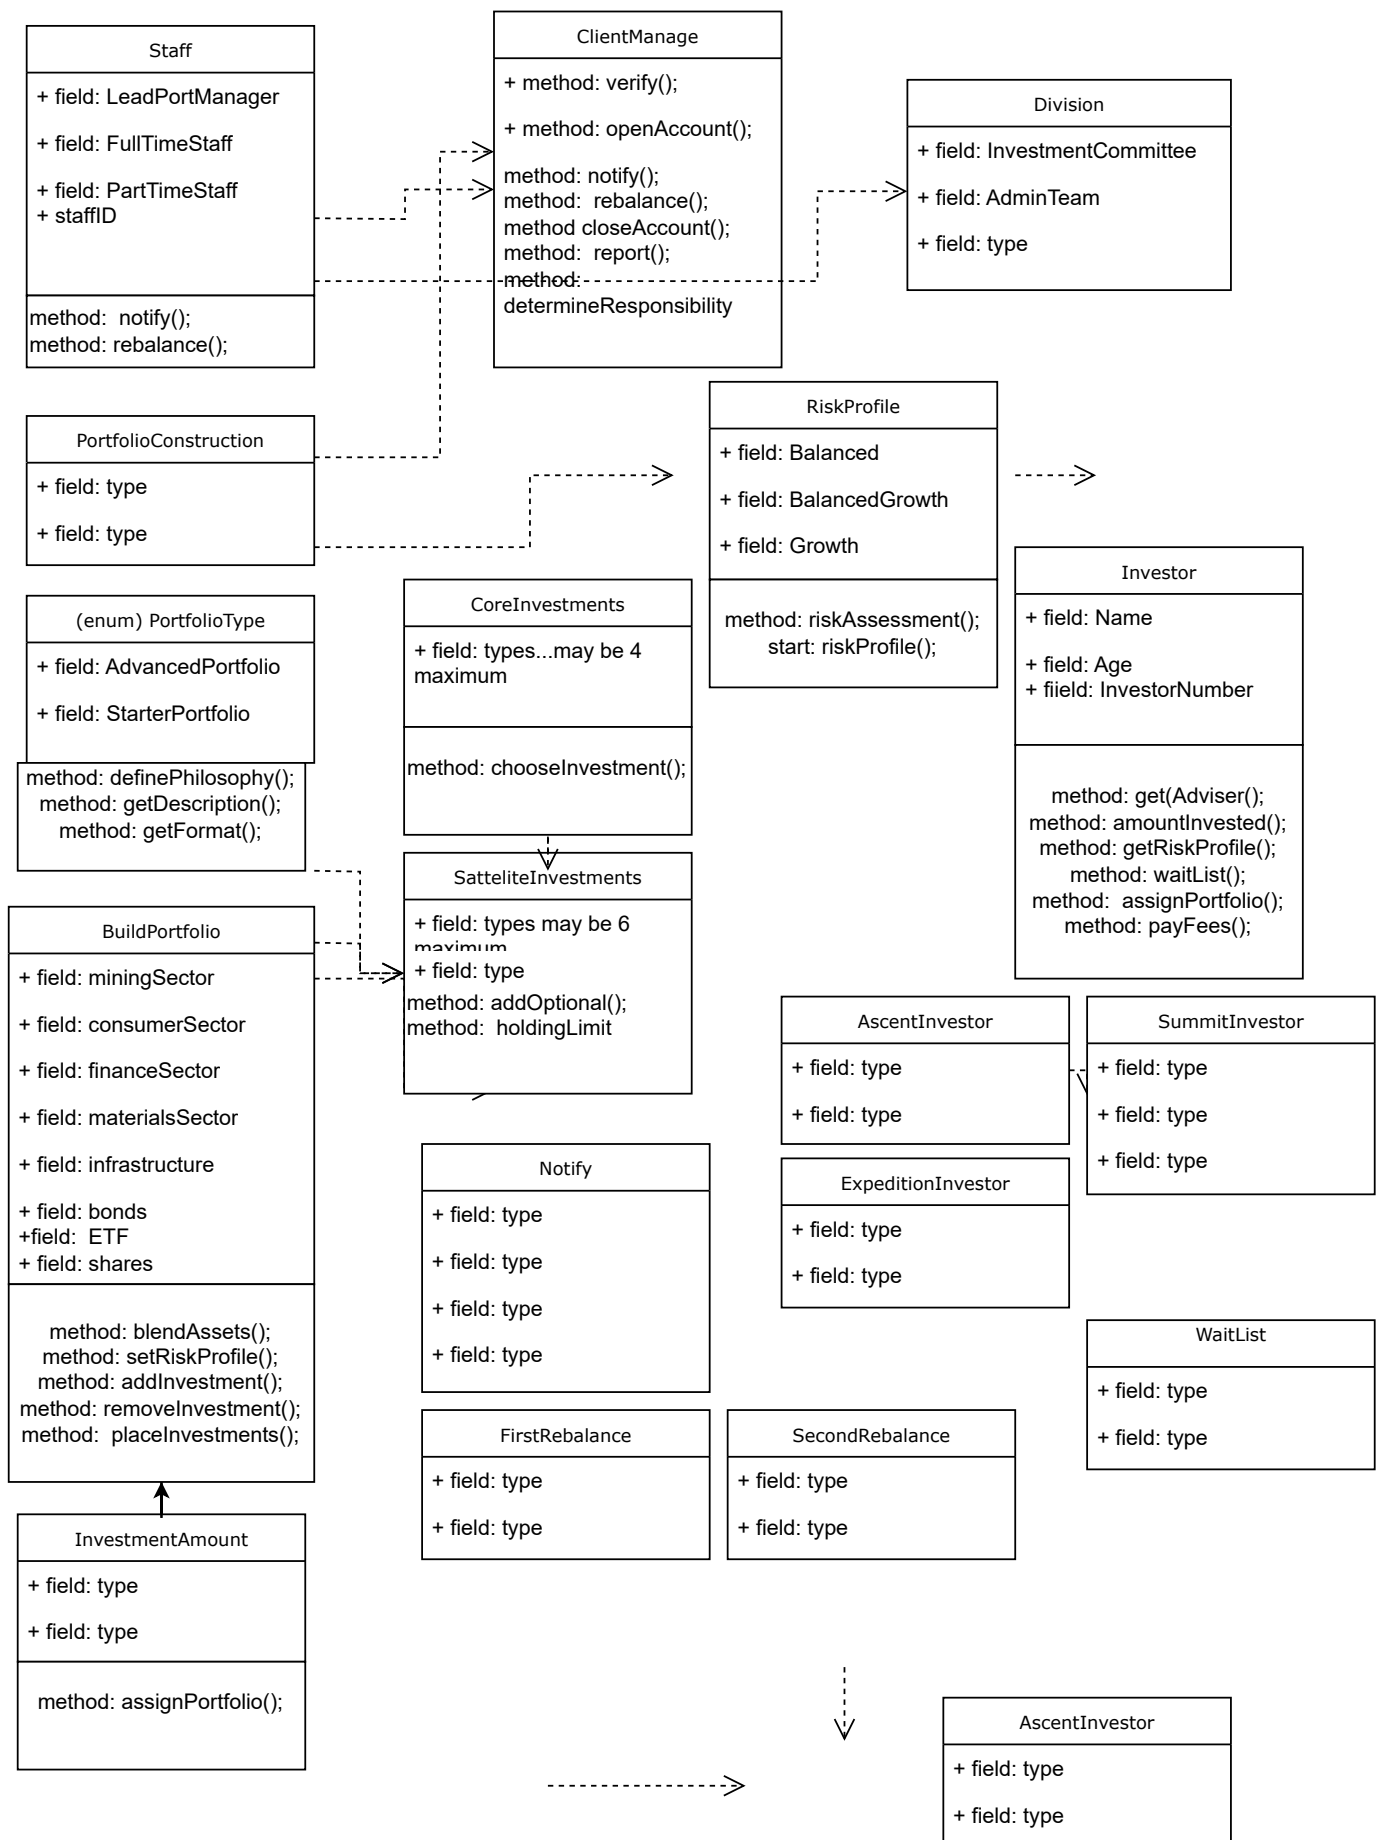 Staff
+ field: LeadPortManager
+ field: FullTimeStaff
+ field: PartTimeStaff
+ staffID
method:  notify();
method: rebalance();
ClientManage
+ method: verify();
+ method: openAccount();
method: notify();
method:  rebalance();
method closeAccount();
method:  report();
method:
determineResponsibility
Division
+ field: InvestmentCommittee
+ field: AdminTeam
+ field: type
PortfolioConstruction
+ field: type
+ field: type
RiskProfile
+ field: Balanced
+ field: BalancedGrowth
+ field: Growth
method: riskAssessment();
start: riskProfile();
Investor
+ field: Name
+ field: Age
+ fiield: InvestorNumber
method: get(Adviser();
method: amountInvested();
method: getRiskProfile();
method: waitList();
method:  assignPortfolio();
method: payFees();
(enum) PortfolioType
+ field: AdvancedPortfolio
+ field: StarterPortfolio
method: definePhilosophy();
method: getDescription();
method: getFormat();
CoreInvestments
+ field: types...may be 4
maximum
method: chooseInvestment();
SatteliteInvestments
+ field: types may be 6
maximum
+ field: type
method: addOptional();
method:  holdingLimit
BuildPortfolio
+ field: miningSector
+ field: consumerSector
+ field: financeSector
+ field: materialsSector
+ field: infrastructure
+ field: bonds
+field:  ETF
+ field: shares
method: blendAssets();
method: setRiskProfile();
method: addInvestment();
method: removeInvestment();
method:  placeInvestments();
AscentInvestor
+ field: type
+ field: type
SummitInvestor
+ field: type
+ field: type
+ field: type
ExpeditionInvestor
+ field: type
+ field: type
Notify
+ field: type
+ field: type
+ field: type
+ field: type
WaitList
+ field: type
+ field: type
FirstRebalance
+ field: type
+ field: type
SecondRebalance
+ field: type
+ field: type
InvestmentAmount
+ field: type
+ field: type
method: assignPortfolio();
AscentInvestor
+ field: type
+ field: type